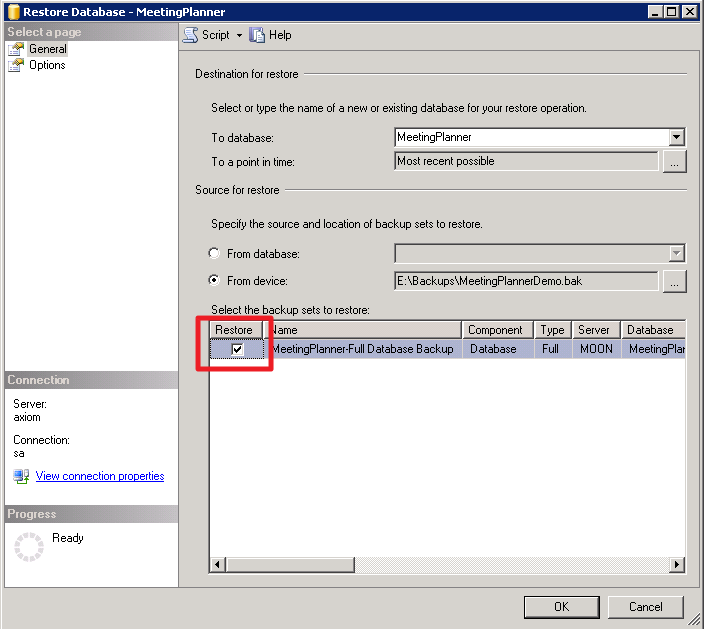 Restore Database - MeetingPlanner
Select a page
General
Options
Script
Help
Destination for restore
Select or type the name of a new or existing database for your restore operation.
To database:
MeetingPlanner
To a point in time:
Most recent possible
...
Source for restore
Specify the source and location of backup sets to restore.
From database:
From device:
E:\Backups\MeetingPlannerDemo.bak
...
Select the backup sets to restore:
Restore Name Component Type Server Database
MeetingPlanner-Full Database Backup Database Full MOON MeetingPlan
Connection
Server:
axiom
Connection:
sa
View connection properties
Progress
Ready
OK
Cancel